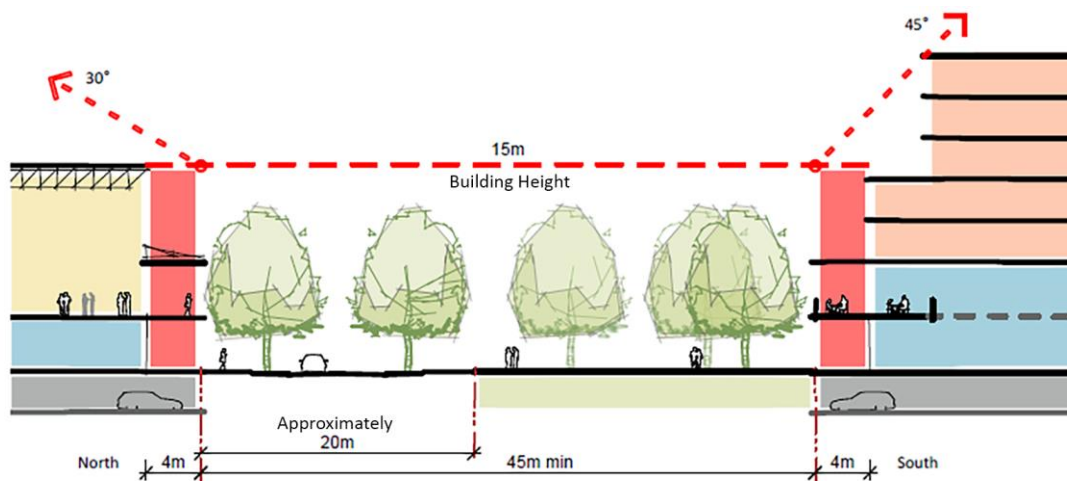 45°
30°
15m
Building Height
Approximately
20m
North
4m
45m min
4m
South